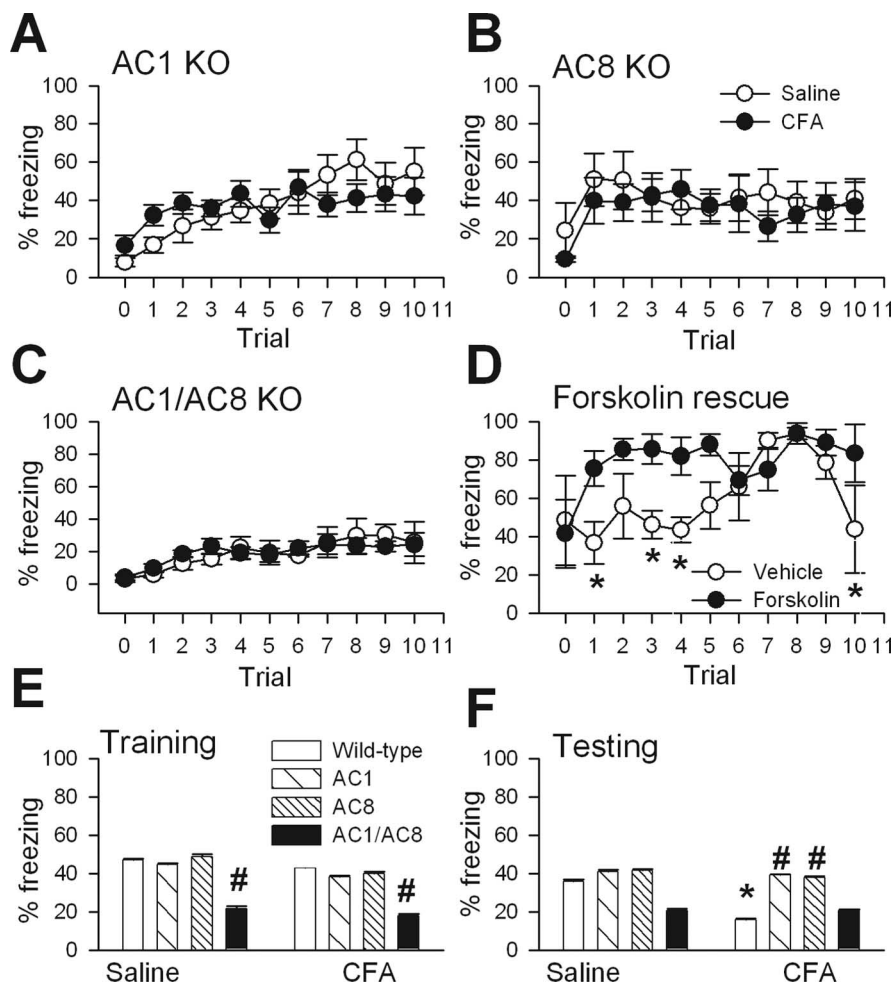 A
AC1 KO
100
80
60
40
20
0
% freezing
0 1 2 3 4 5 6 7 8 9 10 11
Trial
B
AC8 KO
Saline
CFA
100
80
60
40
20
0
% freezing
0 1 2 3 4 5 6 7 8 9 10 11
Trial
C
AC1/AC8 KO
100
80
60
40
20
0
% freezing
0 1 2 3 4 5 6 7 8 9 10 11
Trial
D
Forskolin rescue
100
80
60
40
20
0
% freezing
* * * *
Vehicle
Forskolin
0 1 2 3 4 5 6 7 8 9 10 11
Trial
E
Training
Wild-type
AC1
AC8
AC1/AC8
100
80
60
40
20
0
% freezing
# #
Saline CFA
F
Testing
100
80
60
40
20
0
% freezing
* # #
Saline CFA